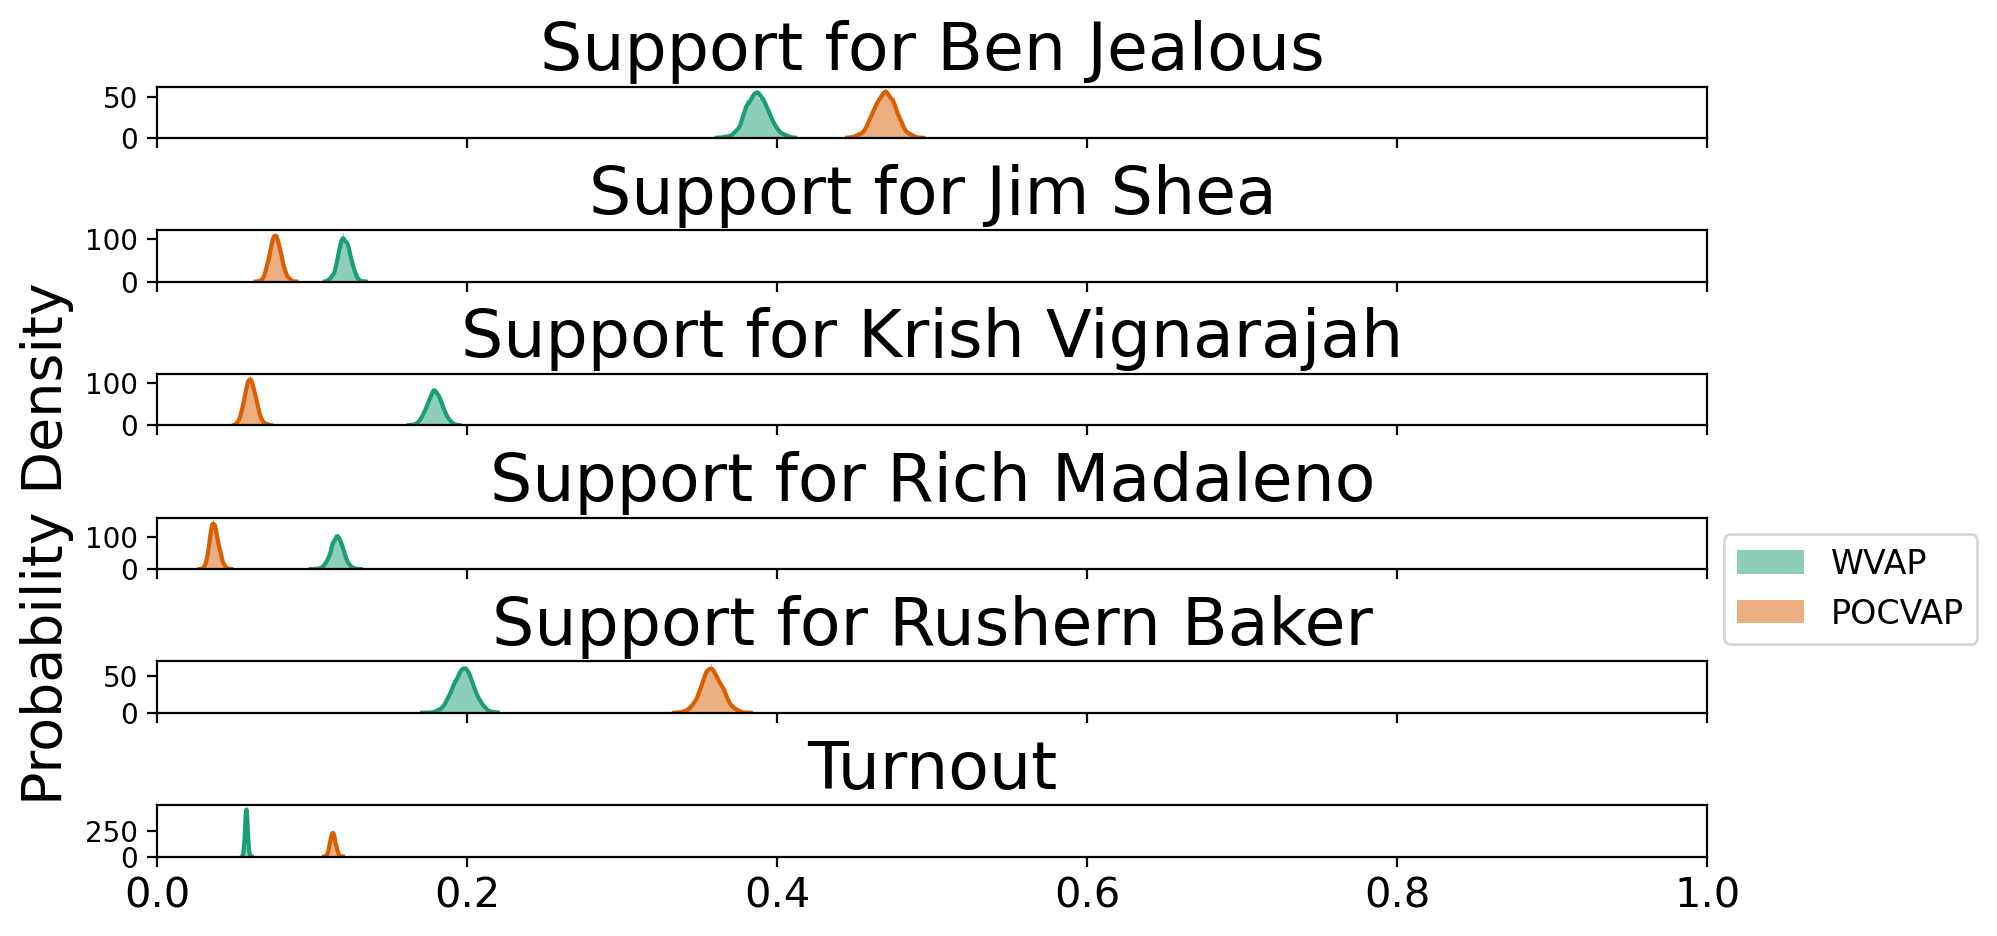 Support for Ben Jealous
50
0
Support for Jim Shea
100
0
Support for Krish Vignarajah
100
0
Support for Rich Madaleno
100
0
Support for Rushern Baker
50
0
Turnout
250
0
0.0 0.2 0.4 0.6 0.8 1.0
Probability Density
WVAP
POCVAP